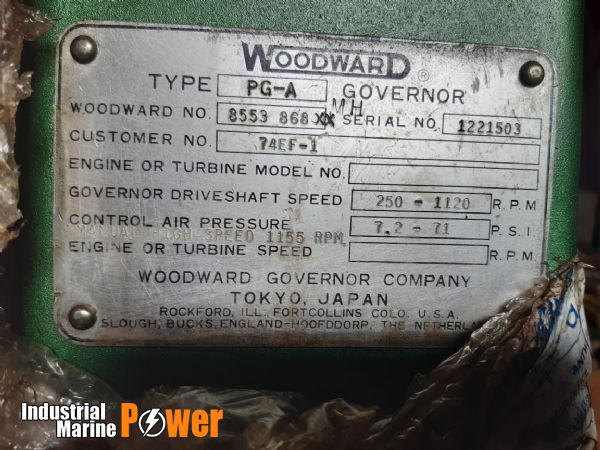 WOODWARD ®
TYPE PG-A GOVERNOR
WOODWARD NO. 8553 868 XX MH SERIAL NO. 1221503
CUSTOMER NO. 74EF-1
ENGINE OR TURBINE MODEL NO.
GOVERNOR DRIVESHAFT SPEED 250 - 1120 R.P.M
CONTROL AIR PRESSURE 7.2 - 71 P.S.I
MANUAL HIGH SPEED 1155 RPM
ENGINE OR TURBINE SPEED R.P.M.
WOODWARD GOVERNOR COMPANY
TOKYO, JAPAN
ROCKFORD, ILL. FORTCOLLINS COLO. U.S.A.
SLOUGH, BUCKS, ENGLAND-HOOFDDORP, THE NETHERLA
Industrial
Marine Power